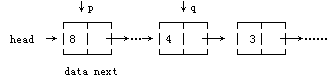 p q
head 8 4 3
data next